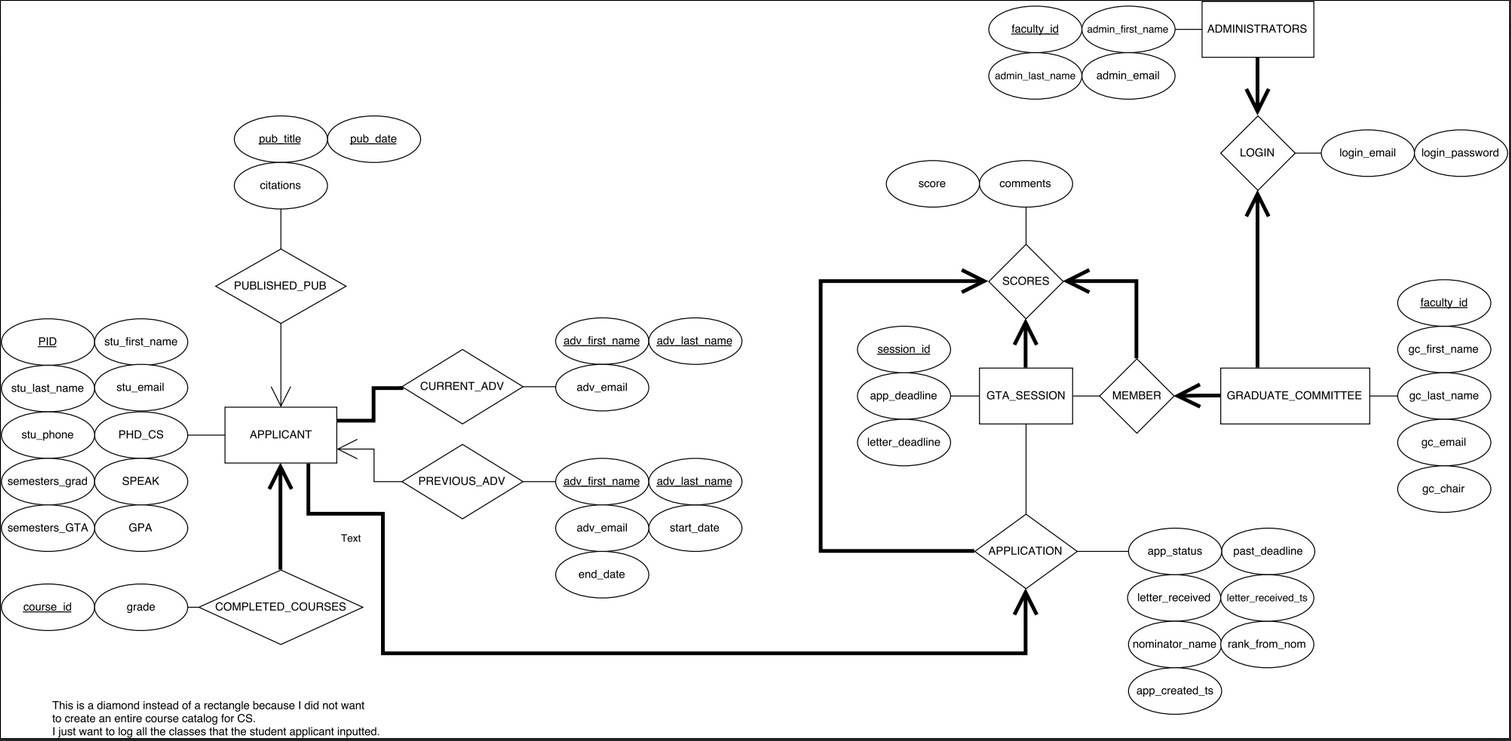 faculty_id
admin_first_name
ADMINISTRATORS
admin_last_name
admin_email
pub_title
pub_date
citations
LOGIN
login_email
login_password
score
comments
PUBLISHED_PUB
SCORES
PID
stu_first_name
stu_last_name
stu_email
stu_phone
PHD_CS
semesters_grad
SPEAK
semesters_GTA
GPA
APPLICANT
CURRENT_ADV
adv_first_name
adv_last_name
adv_email
PREVIOUS_ADV
adv_first_name
adv_last_name
adv_email
start_date
end_date
session_id
app_deadline
letter_deadline
GTA_SESSION
MEMBER
GRADUATE_COMMITTEE
faculty_id
gc_first_name
gc_last_name
gc_email
gc_chair
Text
APPLICATION
app_status
past_deadline
letter_received
letter_received_ts
nominator_name
rank_from_nom
app_created_ts
course_id
grade
COMPLETED_COURSES
This is a diamond instead of a rectangle because I did not want
to create an entire course catalog for CS.
I just want to log all the classes that the student applicant inputted.